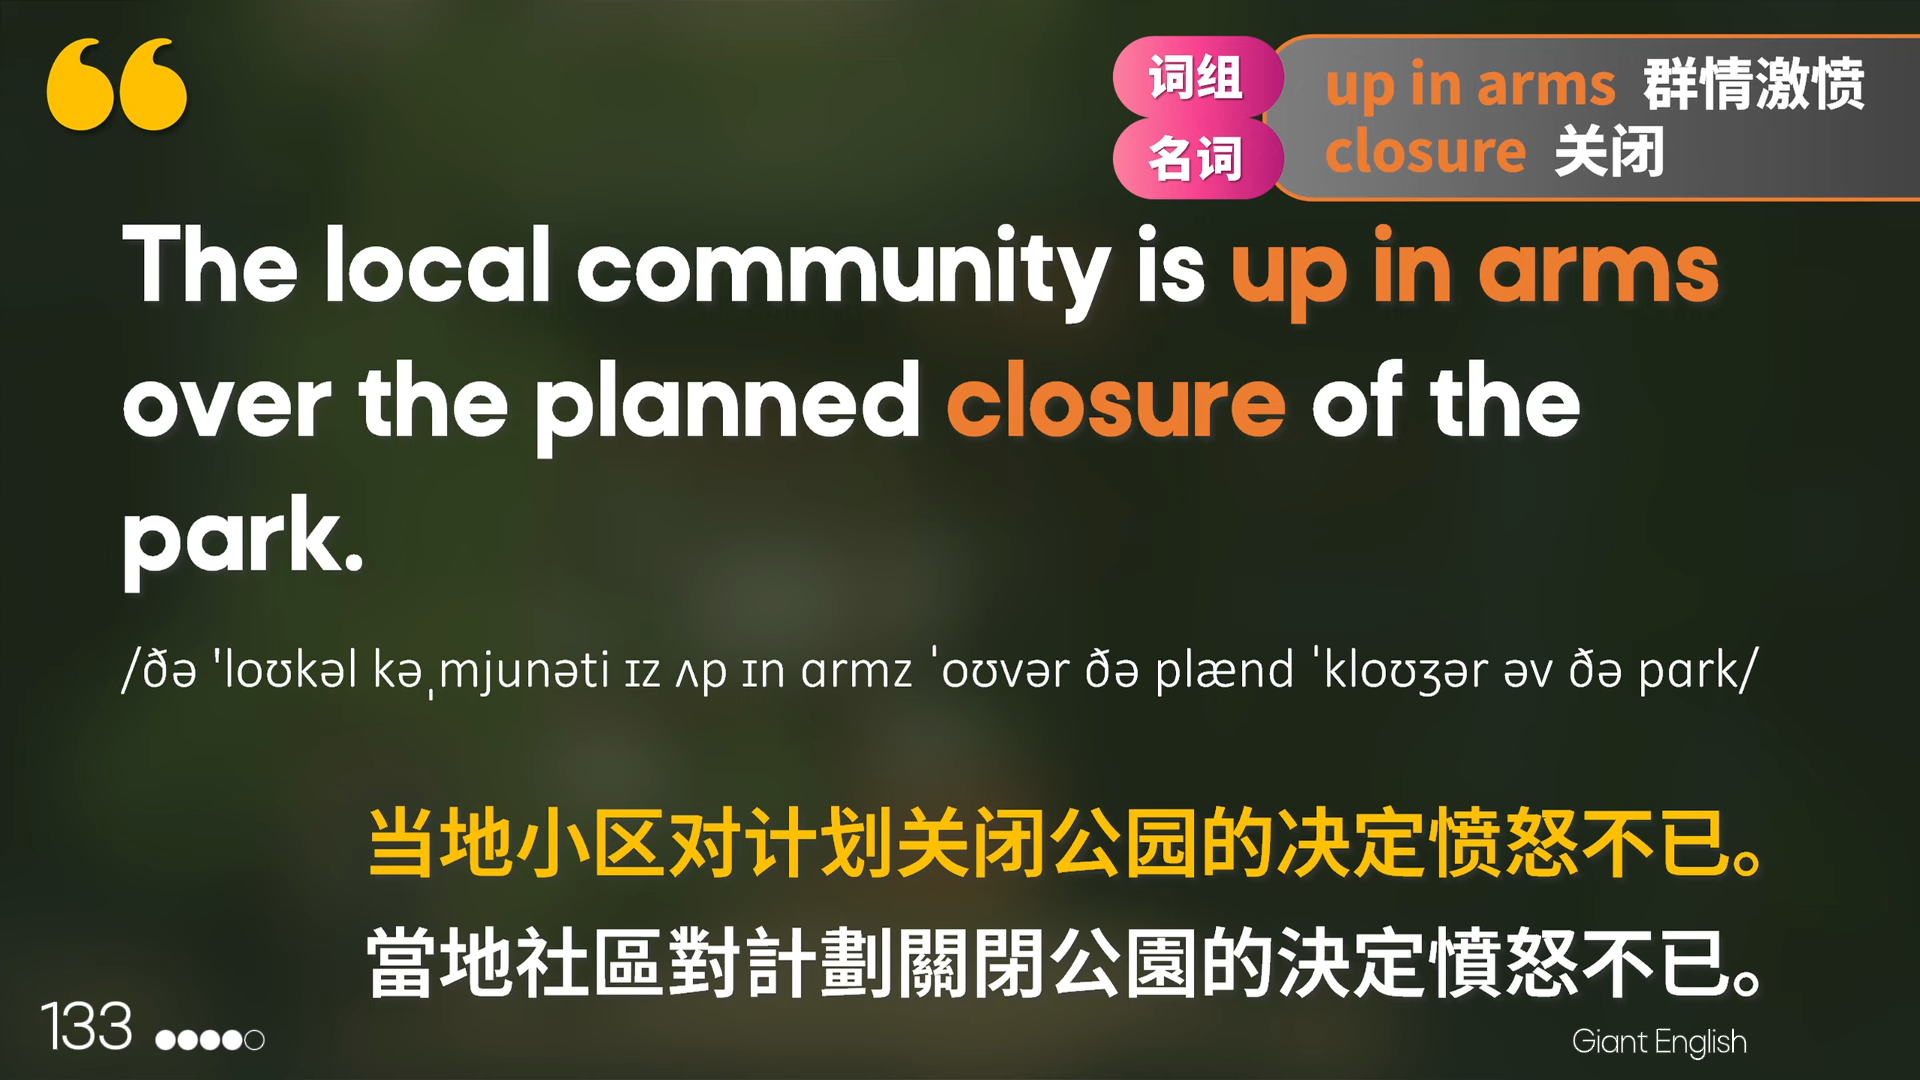 词组 up in arms 群情激愤
名词 closure 关闭
The local community is up in arms
over the planned closure of the
park.
/ðə ˈloʊkəl kəˌmjunəti ɪz ʌp ɪn ɑrmz ˈoʊvər ðə plænd ˈkloʊʒər əv ðə pɑrk/
当地小区对计划关闭公园的决定愤怒不已。
當地社區對計劃關閉公園的決定憤怒不已。
133
Giant English